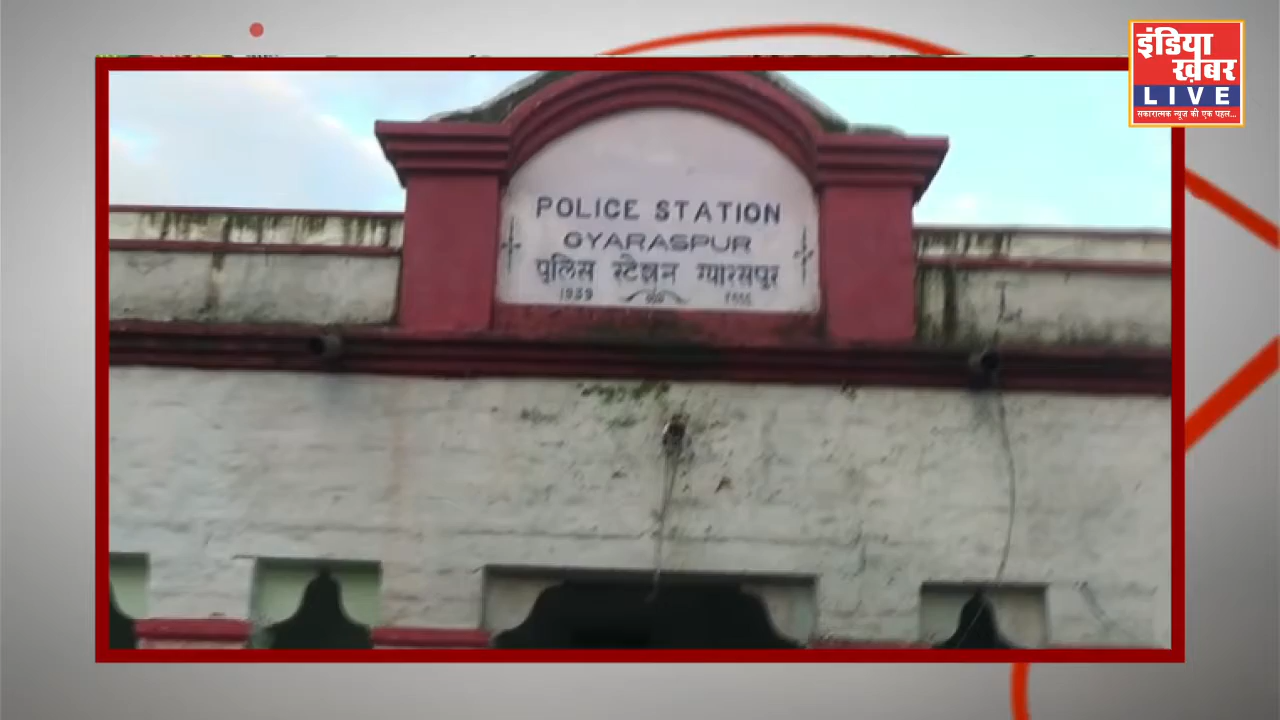 इंडिया
ख़बर
LIVE
सकारात्मक न्यूज़ की एक पहल...
POLICE STATION
GYARASPUR
पुलिस स्टेशन ग्यारसपुर
1939